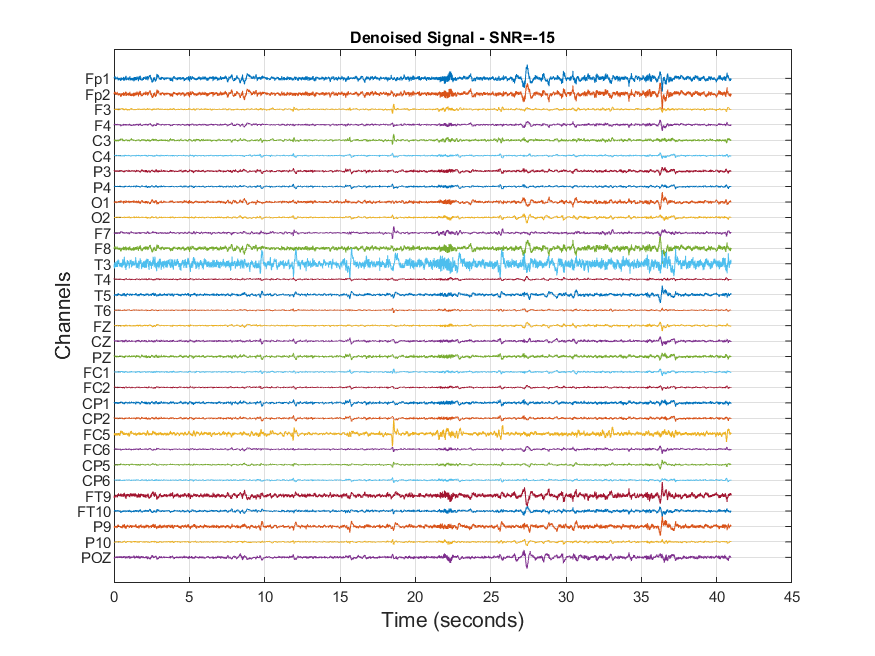 Denoised Signal - SNR=-15
Fp1
Fp2
F3
F4
C3
C4
P3
P4
O1
O2
F7
F8
T3
T4
T5
T6
FZ
CZ
PZ
FC1
FC2
CP1
CP2
FC5
FC6
CP5
CP6
FT9
FT10
P9
P10
POZ
Channels
0 5 10 15 20 25 30 35 40 45
Time (seconds)